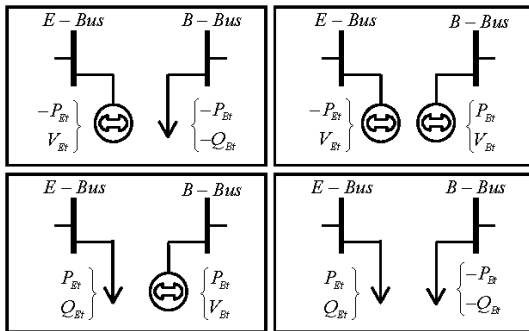 E – Bus B – Bus
–P_Et
V_Et
–P_Bt
–Q_Bt
E – Bus B – Bus
–P_Et
V_Et
P_Bt
V_Bt
E – Bus B – Bus
P_Et
Q_Et
P_Bt
V_Bt
E – Bus B – Bus
P_Et
Q_Et
–P_Bt
–Q_Bt